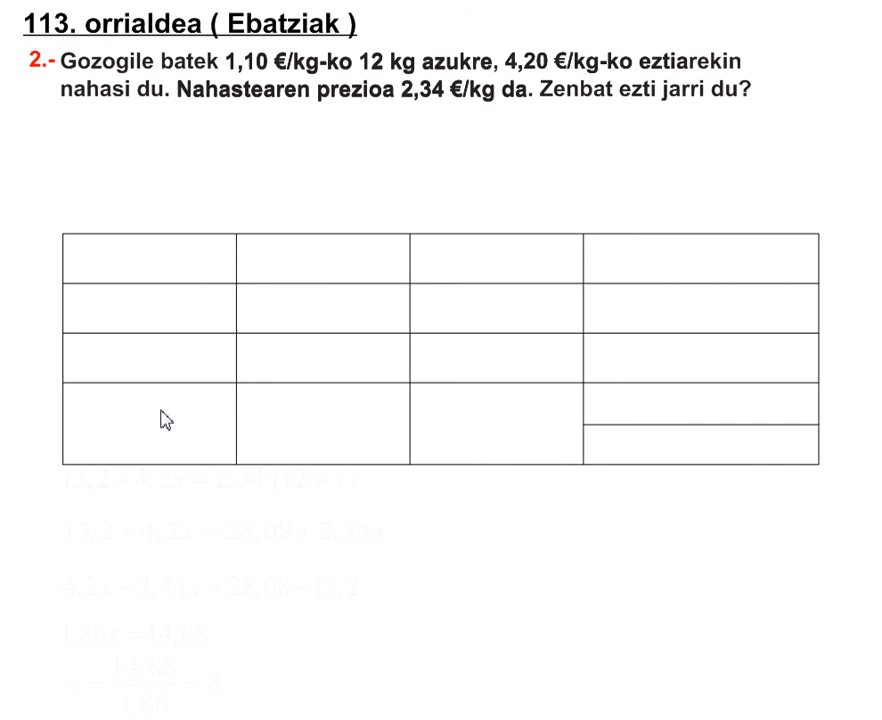 113. orrialdea ( Ebatziak )
2.- Gozogile batek 1,10 €/kg-ko 12 kg azukre, 4,20 €/kg-ko eztiarekin
nahasi du. Nahastearen prezioa 2,34 €/kg da. Zenbat ezti jarri du?
13,2 + 4,2x = 2,34·(12 + x)
13,2 + 4,2x = 28,08 + 2,34x
4,2x − 2,34x = 28,08 − 13,2
1,86x = 14,88
x = 14,88 / 1,86 = 8